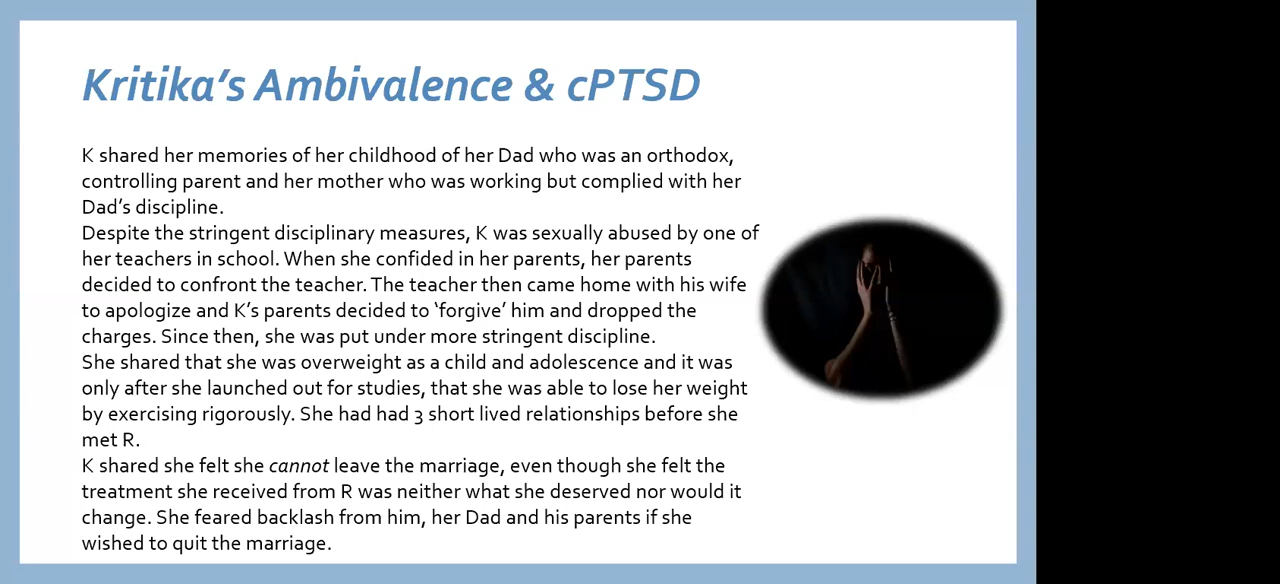 Kritika’s Ambivalence & cPTSD
K shared her memories of her childhood of her Dad who was an orthodox,
controlling parent and her mother who was working but complied with her
Dad’s discipline.
Despite the stringent disciplinary measures, K was sexually abused by one of
her teachers in school. When she confided in her parents, her parents
decided to confront the teacher. The teacher then came home with his wife
to apologize and K’s parents decided to ‘forgive’ him and dropped the
charges. Since then, she was put under more stringent discipline.
She shared that she was overweight as a child and adolescence and it was
only after she launched out for studies, that she was able to lose her weight
by exercising rigorously. She had had 3 short lived relationships before she
met R.
K shared she felt she cannot leave the marriage, even though she felt the
treatment she received from R was neither what she deserved nor would it
change. She feared backlash from him, her Dad and his parents if she
wished to quit the marriage.